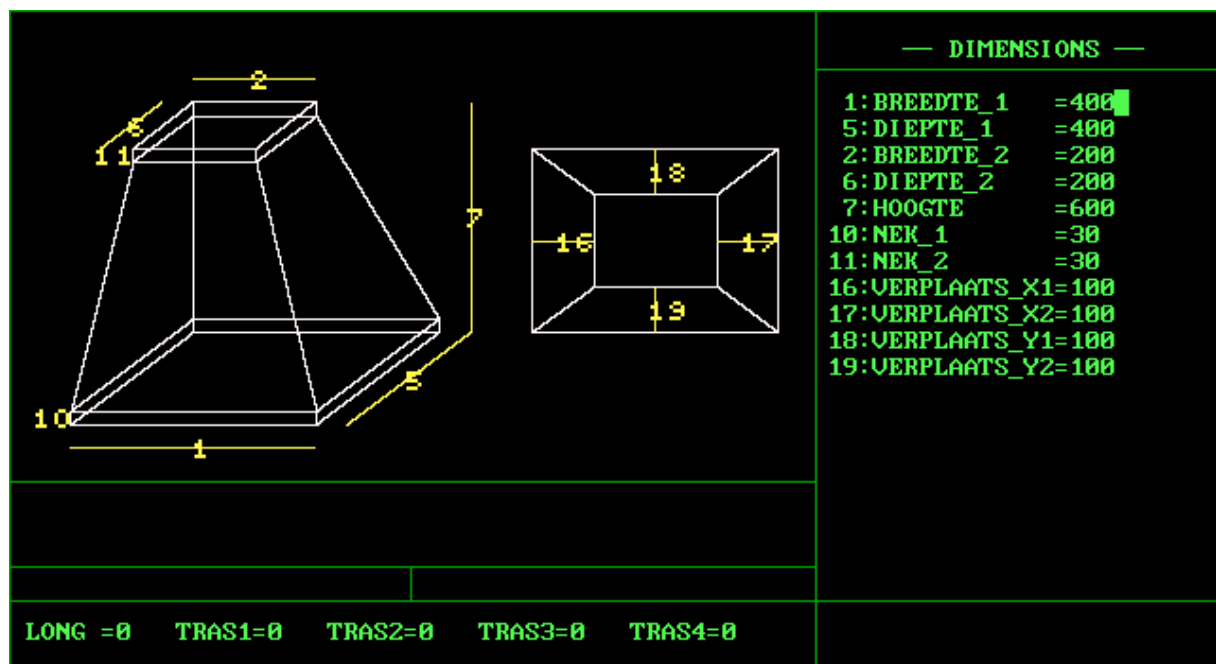 — DIMENSIONS —
2
6
11
7
10
5
1
18
16
17
19
1:BREEDTE_1 =400
5:DIEPTE_1 =400
2:BREEDTE_2 =200
6:DIEPTE_2 =200
7:HOOGTE =600
10:NEK_1 =30
11:NEK_2 =30
16:VERPLAATS_X1=100
17:VERPLAATS_X2=100
18:VERPLAATS_Y1=100
19:VERPLAATS_Y2=100
LONG =0 TRAS1=0 TRAS2=0 TRAS3=0 TRAS4=0